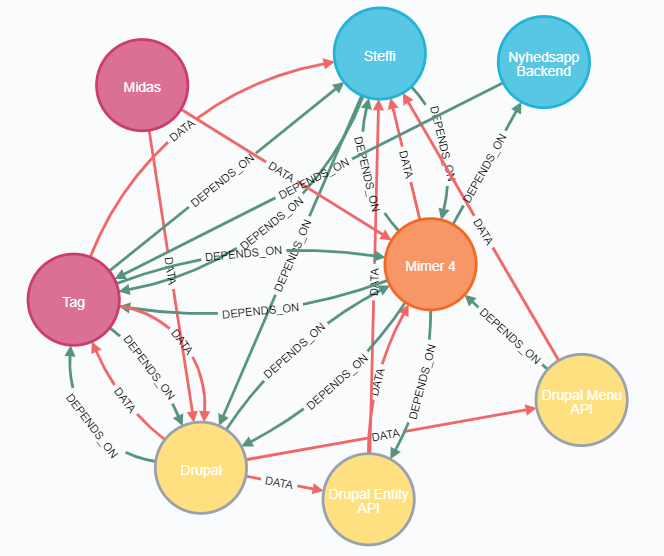 Steffi
Nyhedsapp
Backend
Midas
DATA
DEPENDS_ON
DEPENDS_ON
DEPENDS_ON
DATA
DATA
DEPENDS_ON
DEPENDS_ON
DEPENDS_ON
DEPENDS_ON
DATA
DEPENDS_ON
DEPENDS_ON
Mimer 4
DATA
DATA
Tag
DEPENDS_ON
DEPENDS_ON
DATA
DEPENDS_ON
DEPENDS_ON
DEPENDS_ON
DATA
DEPENDS_ON
DATA
DEPENDS_ON
Drupal Menu
API
DEPENDS_ON
DATA
Drupal
DATA
Drupal Entity
API